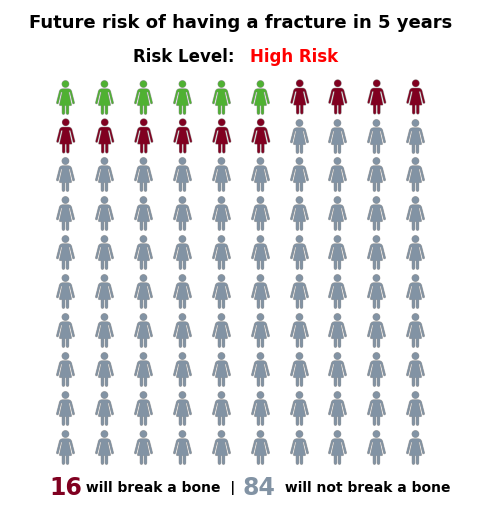 Future risk of having a fracture in 5 years
Risk Level: High Risk
16 will break a bone | 84 will not break a bone